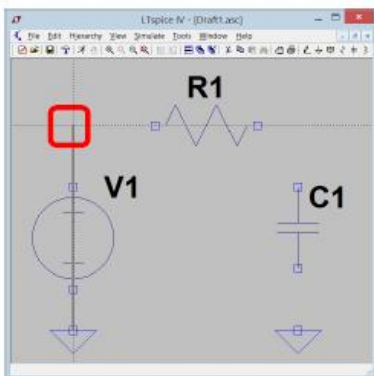 LTspice IV - [Draft1.asc]
File Edit Hierarchy View Simulate Tools Window Help
R1
V1
C1